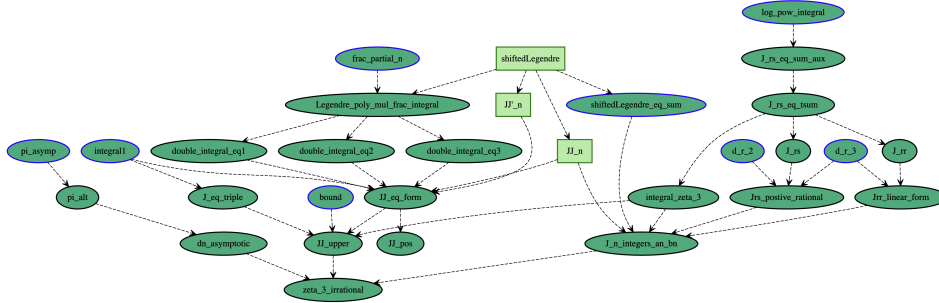 log_pow_integral
frac_partial_n
shiftedLegendre
J_rs_eq_sum_aux
Legendre_poly_mul_frac_integral
JJ'_n
shiftedLegendre_eq_sum
J_rs_eq_tsum
pi_asymp
integral1
double_integral_eq1
double_integral_eq2
double_integral_eq3
JJ_n
d_r_2
J_rs
d_r_3
J_rr
pi_alt
J_eq_triple
bound
JJ_eq_form
integral_zeta_3
Jrs_postive_rational
Jrr_linear_form
dn_asymptotic
JJ_upper
JJ_pos
J_n_integers_an_bn
zeta_3_irrational